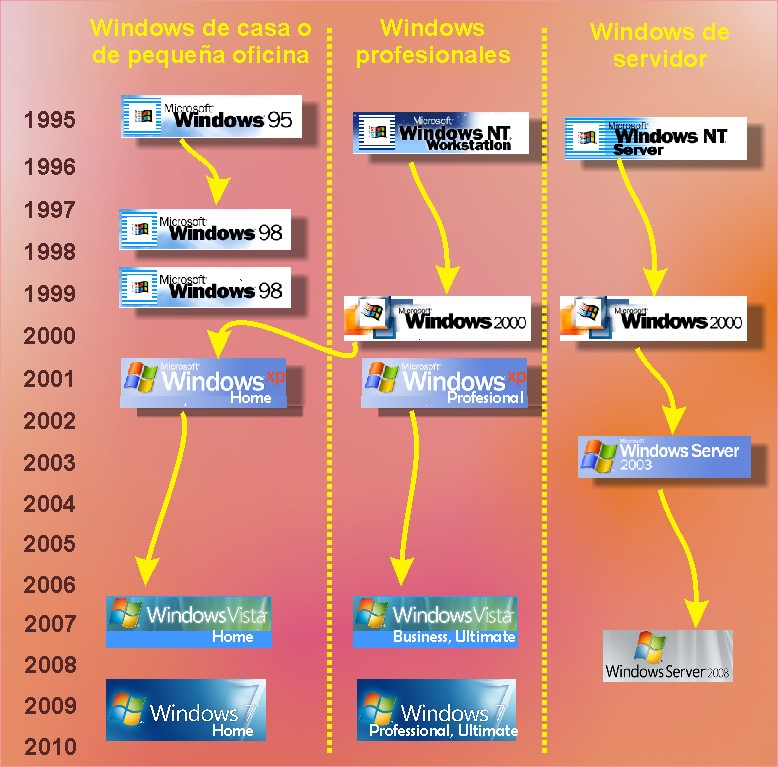 Windows de casa o
de pequeña oficina
Windows
profesionales
Windows de
servidor
1995
Microsoft
Windows 95
Microsoft
Windows NT
Workstation
Microsoft
Windows NT
Server
1996
1997
Microsoft
Windows 98
1998
1999
Microsoft
Windows 98
Microsoft
Windows 2000
Microsoft
Windows 2000
2000
2001
Microsoft
Windows xp
Home
Microsoft
Windows xp
Profesional
2002
2003
Microsoft
Windows Server
2003
2004
2005
2006
2007
Windows Vista
Home
Windows Vista
Business, Ultimate
2008
Windows Server 2008
2009
Windows 7
Home
Windows 7
Professional, Ultimate
2010